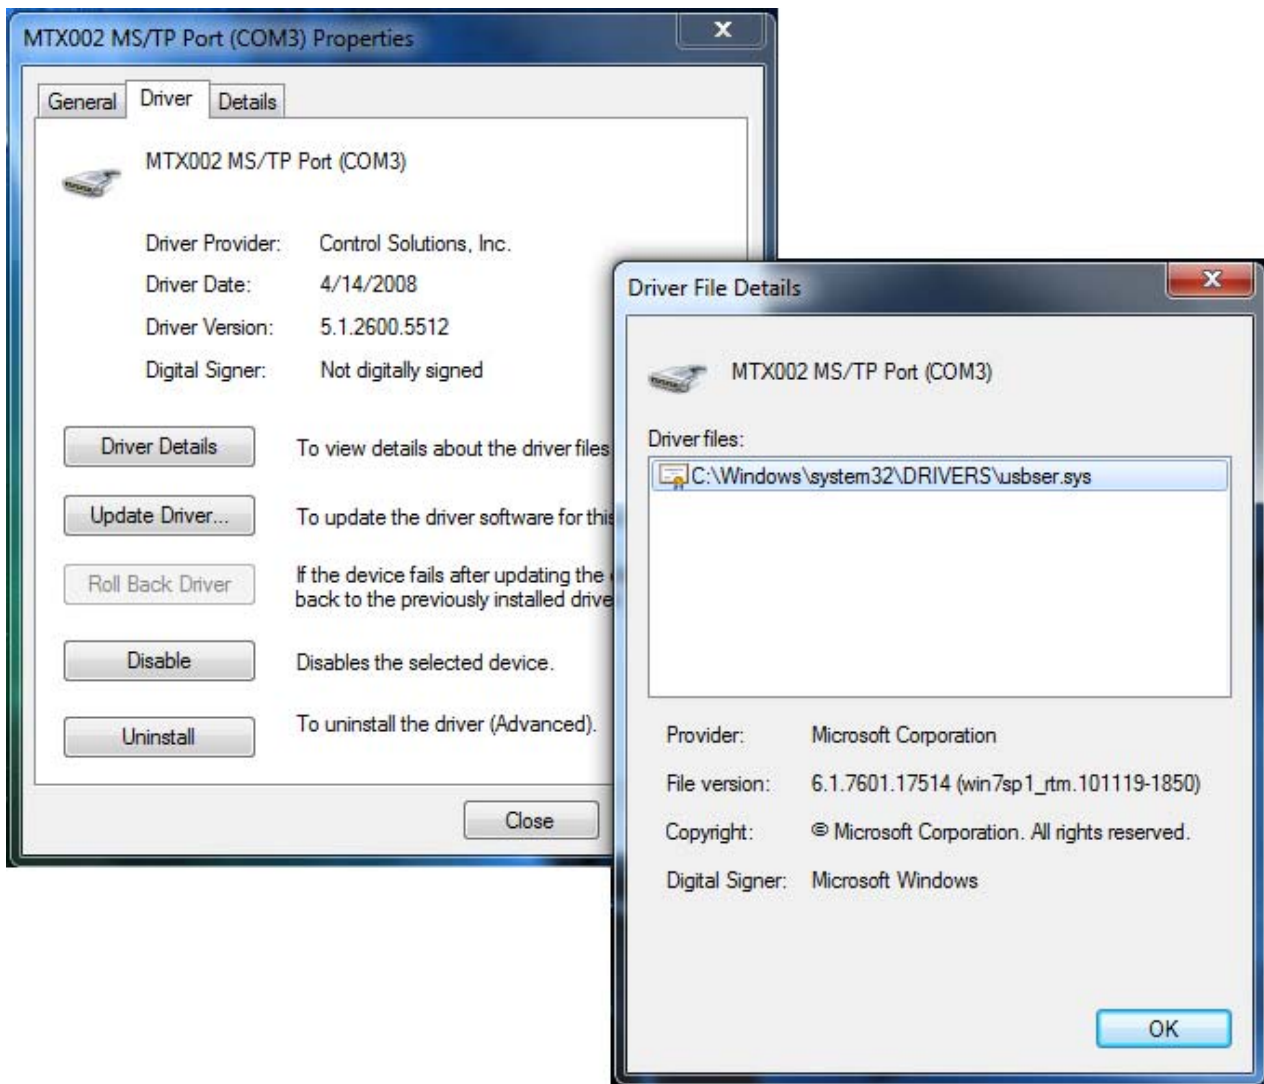 MTX002 MS/TP Port (COM3) Properties
X
General
Driver
Details
MTX002 MS/TP Port (COM3)
Driver Provider: Control Solutions, Inc.
Driver Date: 4/14/2008
Driver Version: 5.1.2600.5512
Digital Signer: Not digitally signed
Driver Details
To view details about the driver files
Update Driver...
To update the driver software for this
Roll Back Driver
If the device fails after updating the
back to the previously installed drive
Disable
Disables the selected device.
Uninstall
To uninstall the driver (Advanced).
Close
Driver File Details
X
MTX002 MS/TP Port (COM3)
Driver files:
C:\Windows\system32\DRIVERS\usbser.sys
Provider: Microsoft Corporation
File version: 6.1.7601.17514 (win7sp1_rtm.101119-1850)
Copyright: © Microsoft Corporation. All rights reserved.
Digital Signer: Microsoft Windows
OK